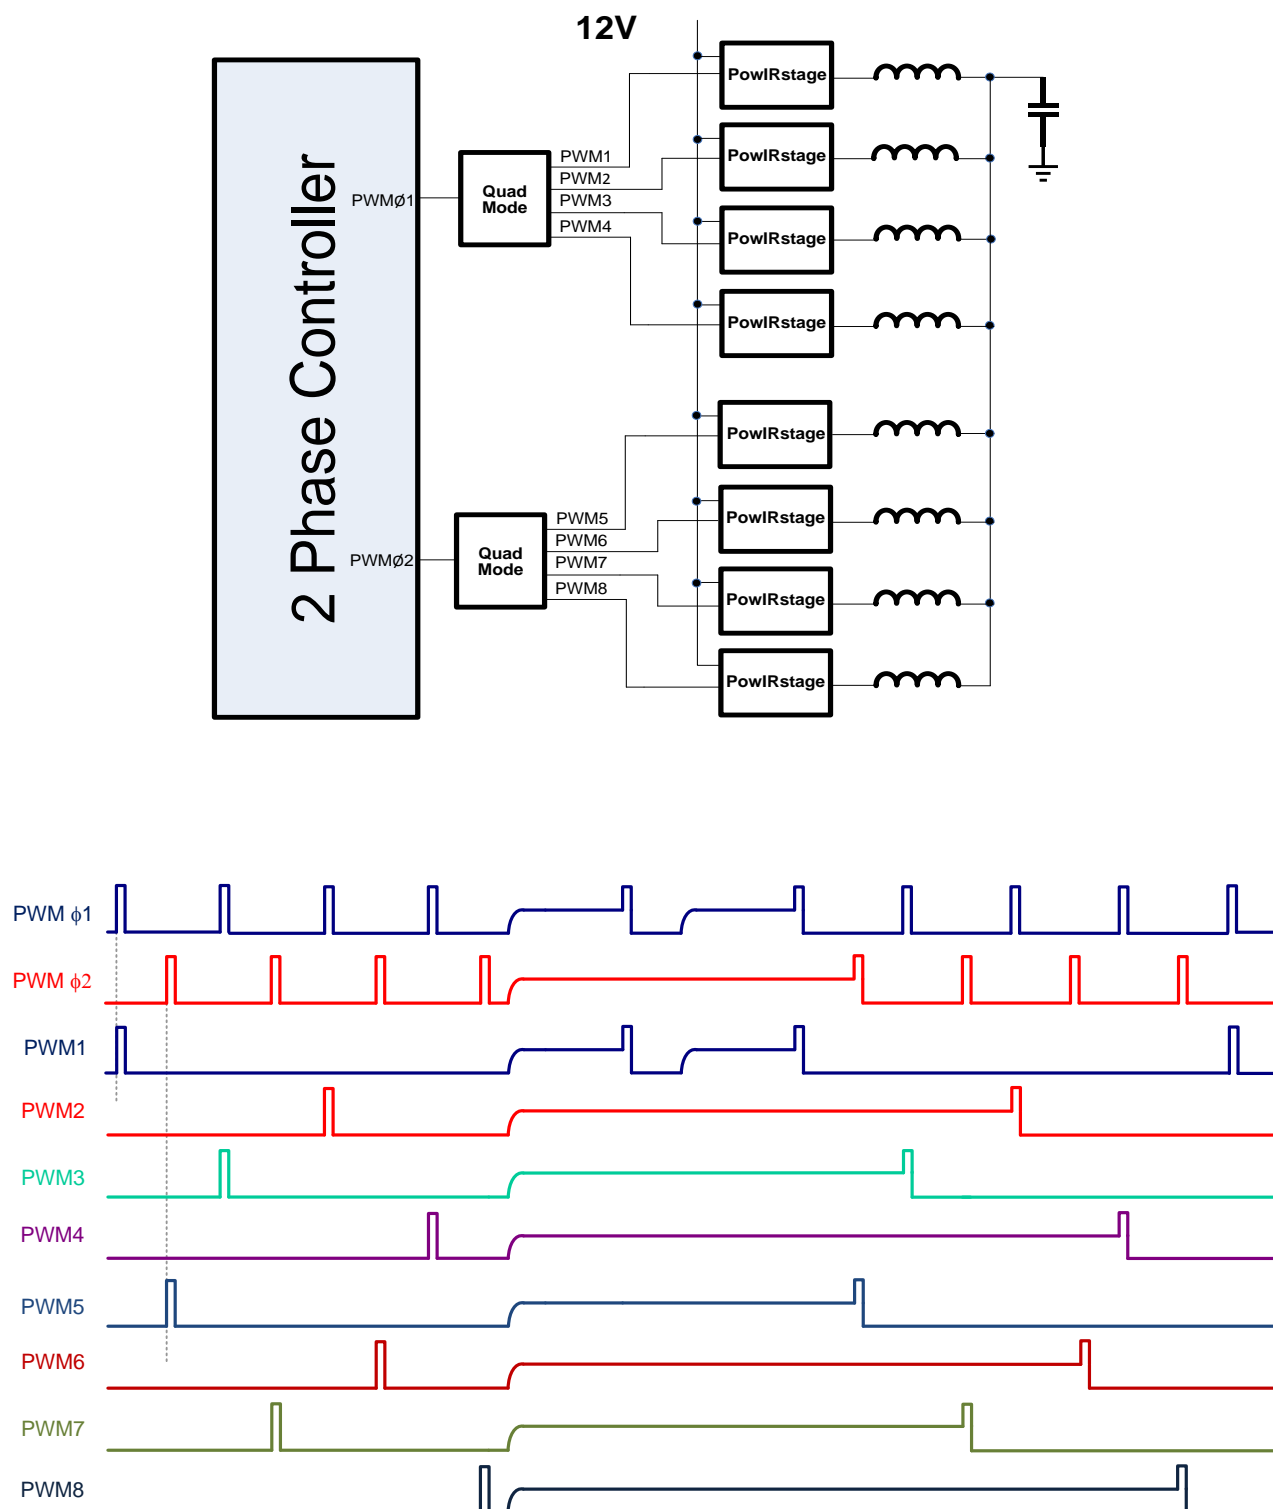 12V
2 Phase Controller
PWMØ1
Quad
Mode
PWM1
PWM2
PWM3
PWM4
PowIRstage
PowIRstage
PowIRstage
PowIRstage
PWMØ2
Quad
Mode
PWM5
PWM6
PWM7
PWM8
PowIRstage
PowIRstage
PowIRstage
PowIRstage
PWM ϕ1
PWM ϕ2
PWM1
PWM2
PWM3
PWM4
PWM5
PWM6
PWM7
PWM8